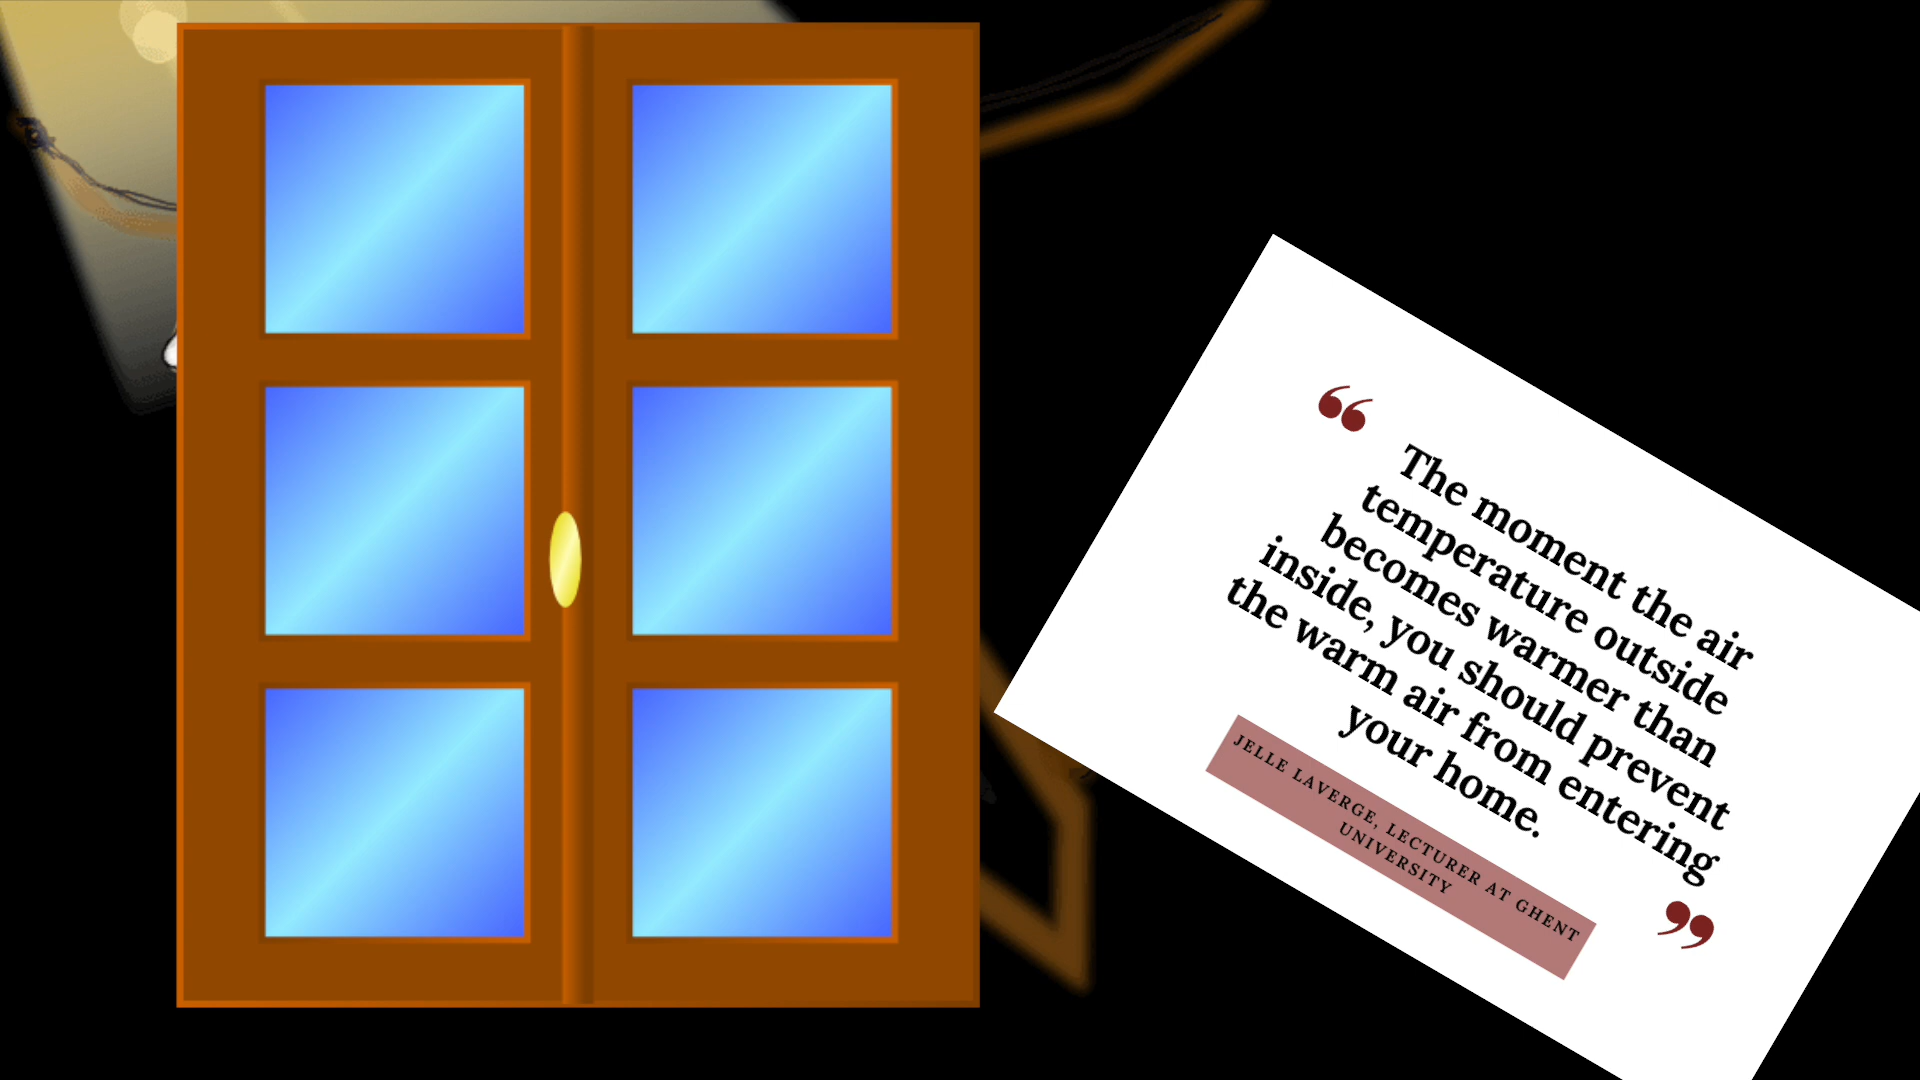 “
The moment the air
temperature outside
becomes warmer than
inside, you should prevent
the warm air from entering
your home.
”
JELLE LAVERGE, LECTURER AT GHENT
UNIVERSITY